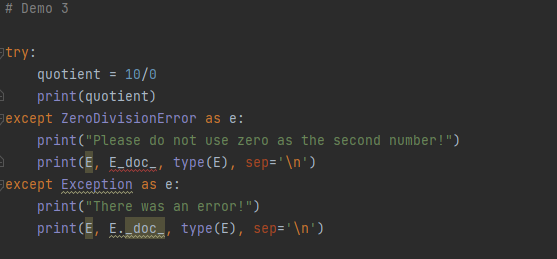 # Demo 3
try:
quotient = 10/0
print(quotient)
except ZeroDivisionError as e:
print("Please do not use zero as the second number!")
print(E, E_doc_, type(E), sep='\n')
except Exception as e:
print("There was an error!")
print(E, E._doc_, type(E), sep='\n')